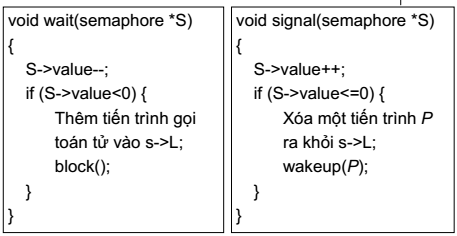 void wait(semaphore *S)
{
S->value--;
if (S->value<0) {
Thêm tiến trình gọi
toán tử vào s->L;
block();
}
}
void signal(semaphore *S)
{
S->value++;
if (S->value<=0) {
Xóa một tiến trình P
ra khỏi s->L;
wakeup(P);
}
}